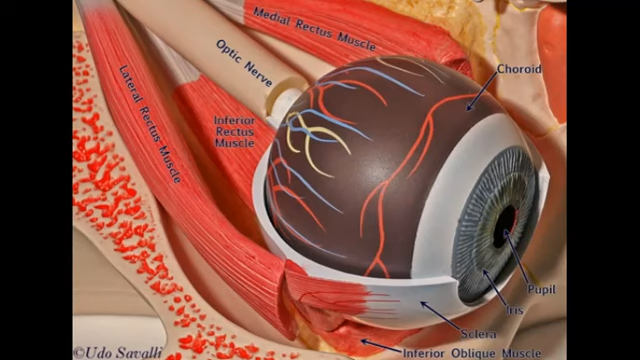 Medial Rectus Muscle
Optic Nerve
Choroid
Lateral Rectus Muscle
Inferior
Rectus
Muscle
Pupil
Iris
Sclera
Inferior Oblique Muscle
©Udo Savalli